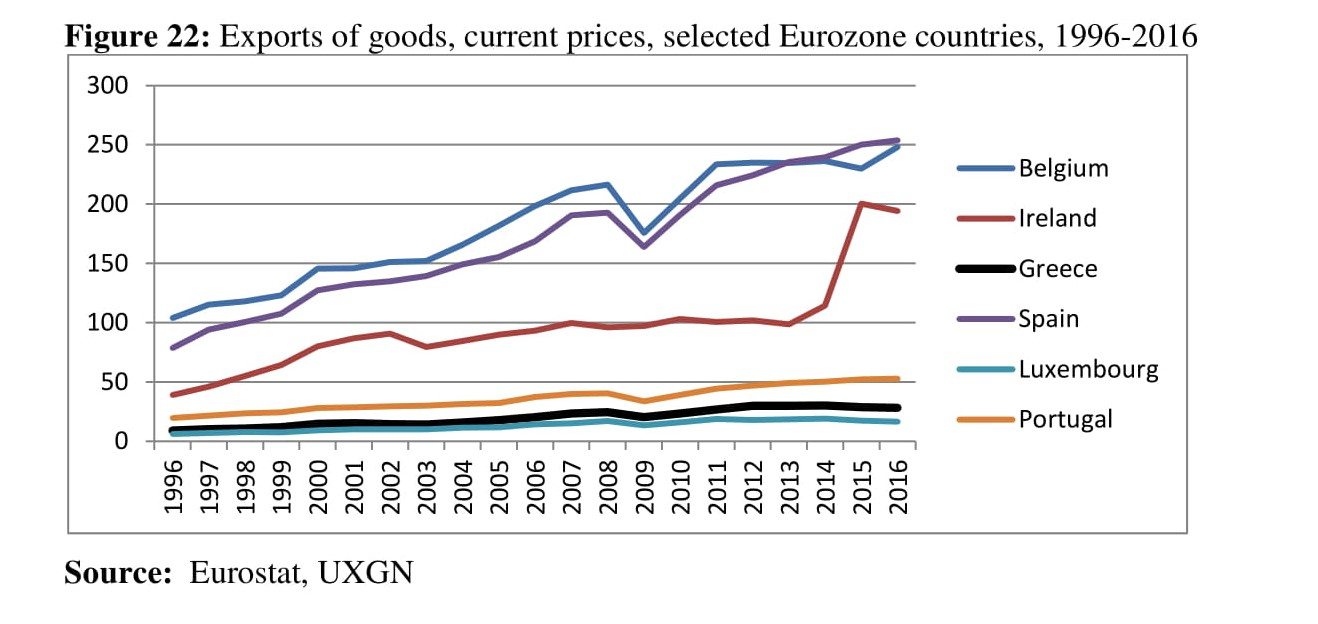 Figure 22: Exports of goods, current prices, selected Eurozone countries, 1996-2016
300
250
200
150
100
50
0
1996 1997 1998 1999 2000 2001 2002 2003 2004 2005 2006 2007 2008 2009 2010 2011 2012 2013 2014 2015 2016
Belgium
Ireland
Greece
Spain
Luxembourg
Portugal
Source: Eurostat, UXGN